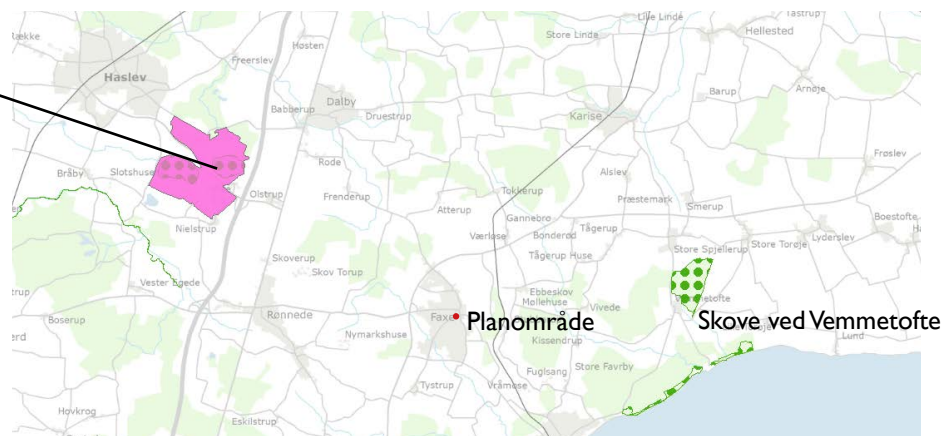 Lille Linde
Tastrup
Hellested
Store Linde
Høsten
Freerslev
Haslev
Dalby
Babberup
Druestrup
Karise
Barup
Arnøje
Frøslev
Bråby
Slotshuse
Rode
Alslev
Olstrup
Frenderup
Tokkerup
Præstemark
Smerup
Atterup
Gannebro
Boestofte
Nielstrup
Værløse
Bonderød
Tågerup
Lyderslev
Store Torøje
Store Spjellerup
Skoverup
Tågerup Huse
Skov Torup
Vester Egede
Ebbeskov
Møllehuse
Vivede
Boserup
Rønnede
Faxe
Planområde
Skove ved Vemmetofte
Nymarkshuse
Kissendrup
Lund
Fuglsang
Store Favrby
Tystrup
Vråmose
Hovkrog
Eskilstrup